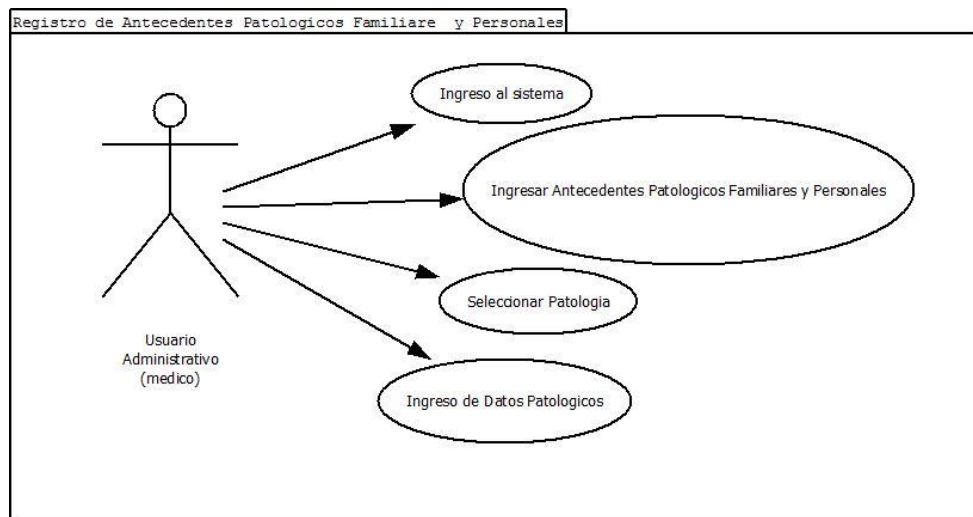 Registro de Antecedentes Patologicos Familiare y Personales
Ingreso al sistema
Ingresar Antecedentes Patologicos Familiares y Personales
Seleccionar Patologia
Usuario
Administrativo
(medico)
Ingreso de Datos Patologicos